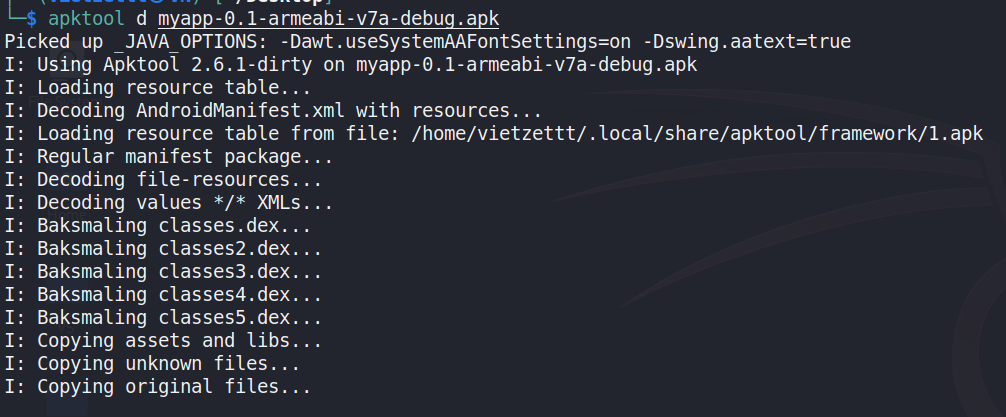 └─$ apktool d myapp-0.1-armeabi-v7a-debug.apk
Picked up _JAVA_OPTIONS: -Dawt.useSystemAAFontSettings=on -Dswing.aatext=true
I: Using Apktool 2.6.1-dirty on myapp-0.1-armeabi-v7a-debug.apk
I: Loading resource table...
I: Decoding AndroidManifest.xml with resources...
I: Loading resource table from file: /home/vietzettt/.local/share/apktool/framework/1.apk
I: Regular manifest package...
I: Decoding file-resources...
I: Decoding values */* XMLs...
I: Baksmaling classes.dex...
I: Baksmaling classes2.dex...
I: Baksmaling classes3.dex...
I: Baksmaling classes4.dex...
I: Baksmaling classes5.dex...
I: Copying assets and libs...
I: Copying unknown files...
I: Copying original files...